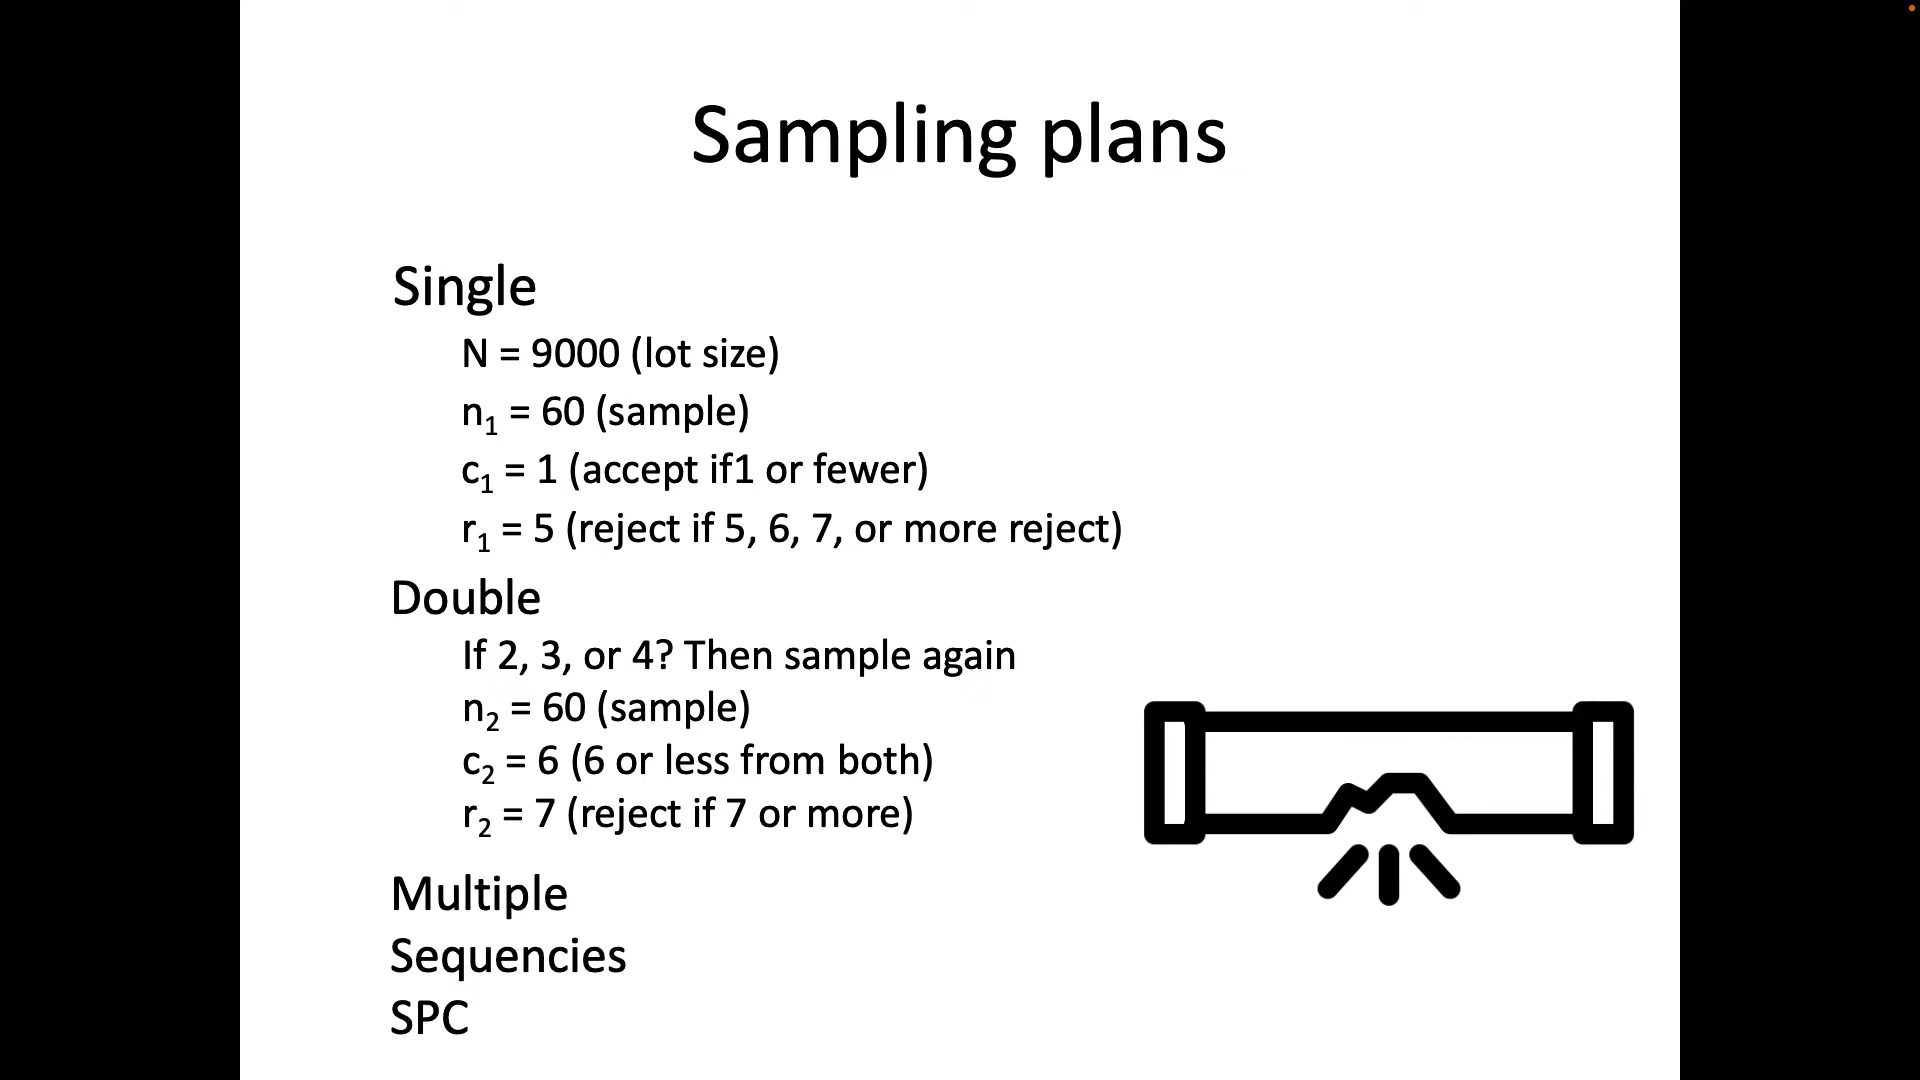 Sampling plans
Single
N = 9000 (lot size)
n₁ = 60 (sample)
c₁ = 1 (accept if1 or fewer)
r₁ = 5 (reject if 5, 6, 7, or more reject)
Double
If 2, 3, or 4? Then sample again
n₂ = 60 (sample)
c₂ = 6 (6 or less from both)
r₂ = 7 (reject if 7 or more)
Multiple
Sequencies
SPC